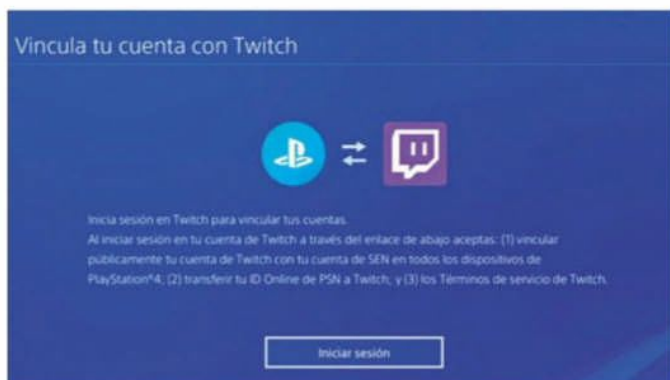 Vincula tu cuenta con Twitch
Inicia sesión en Twitch para vincular tus cuentas.
Al iniciar sesión en tu cuenta de Twitch a través del enlace de abajo aceptas: (1) vincular
públicamente tu cuenta de Twitch con tu cuenta de SEN en todos los dispositivos de
PlayStation®4; (2) transferir tu ID Online de PSN a Twitch; y (3) los Términos de servicio de Twitch.
Iniciar sesión